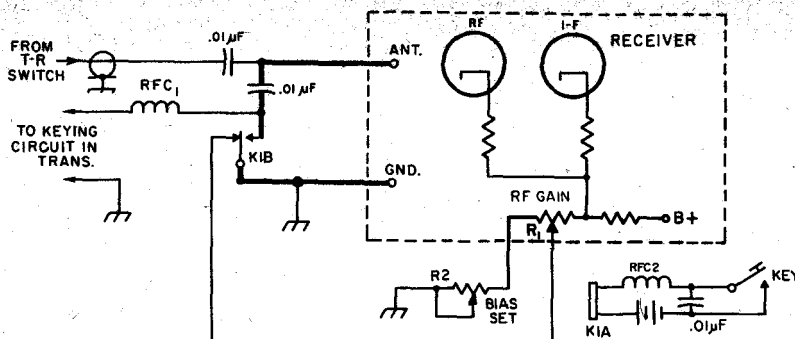 FROM
T-R
SWITCH
.01µF
RFC1
.01µF
TO KEYING
CIRCUIT IN
TRANS.
K1B
ANT.
GND.
RF
I-F
RECEIVER
RF GAIN
R1
B+
R2
BIAS
SET
RFC2
KEY
.01µF
K1A